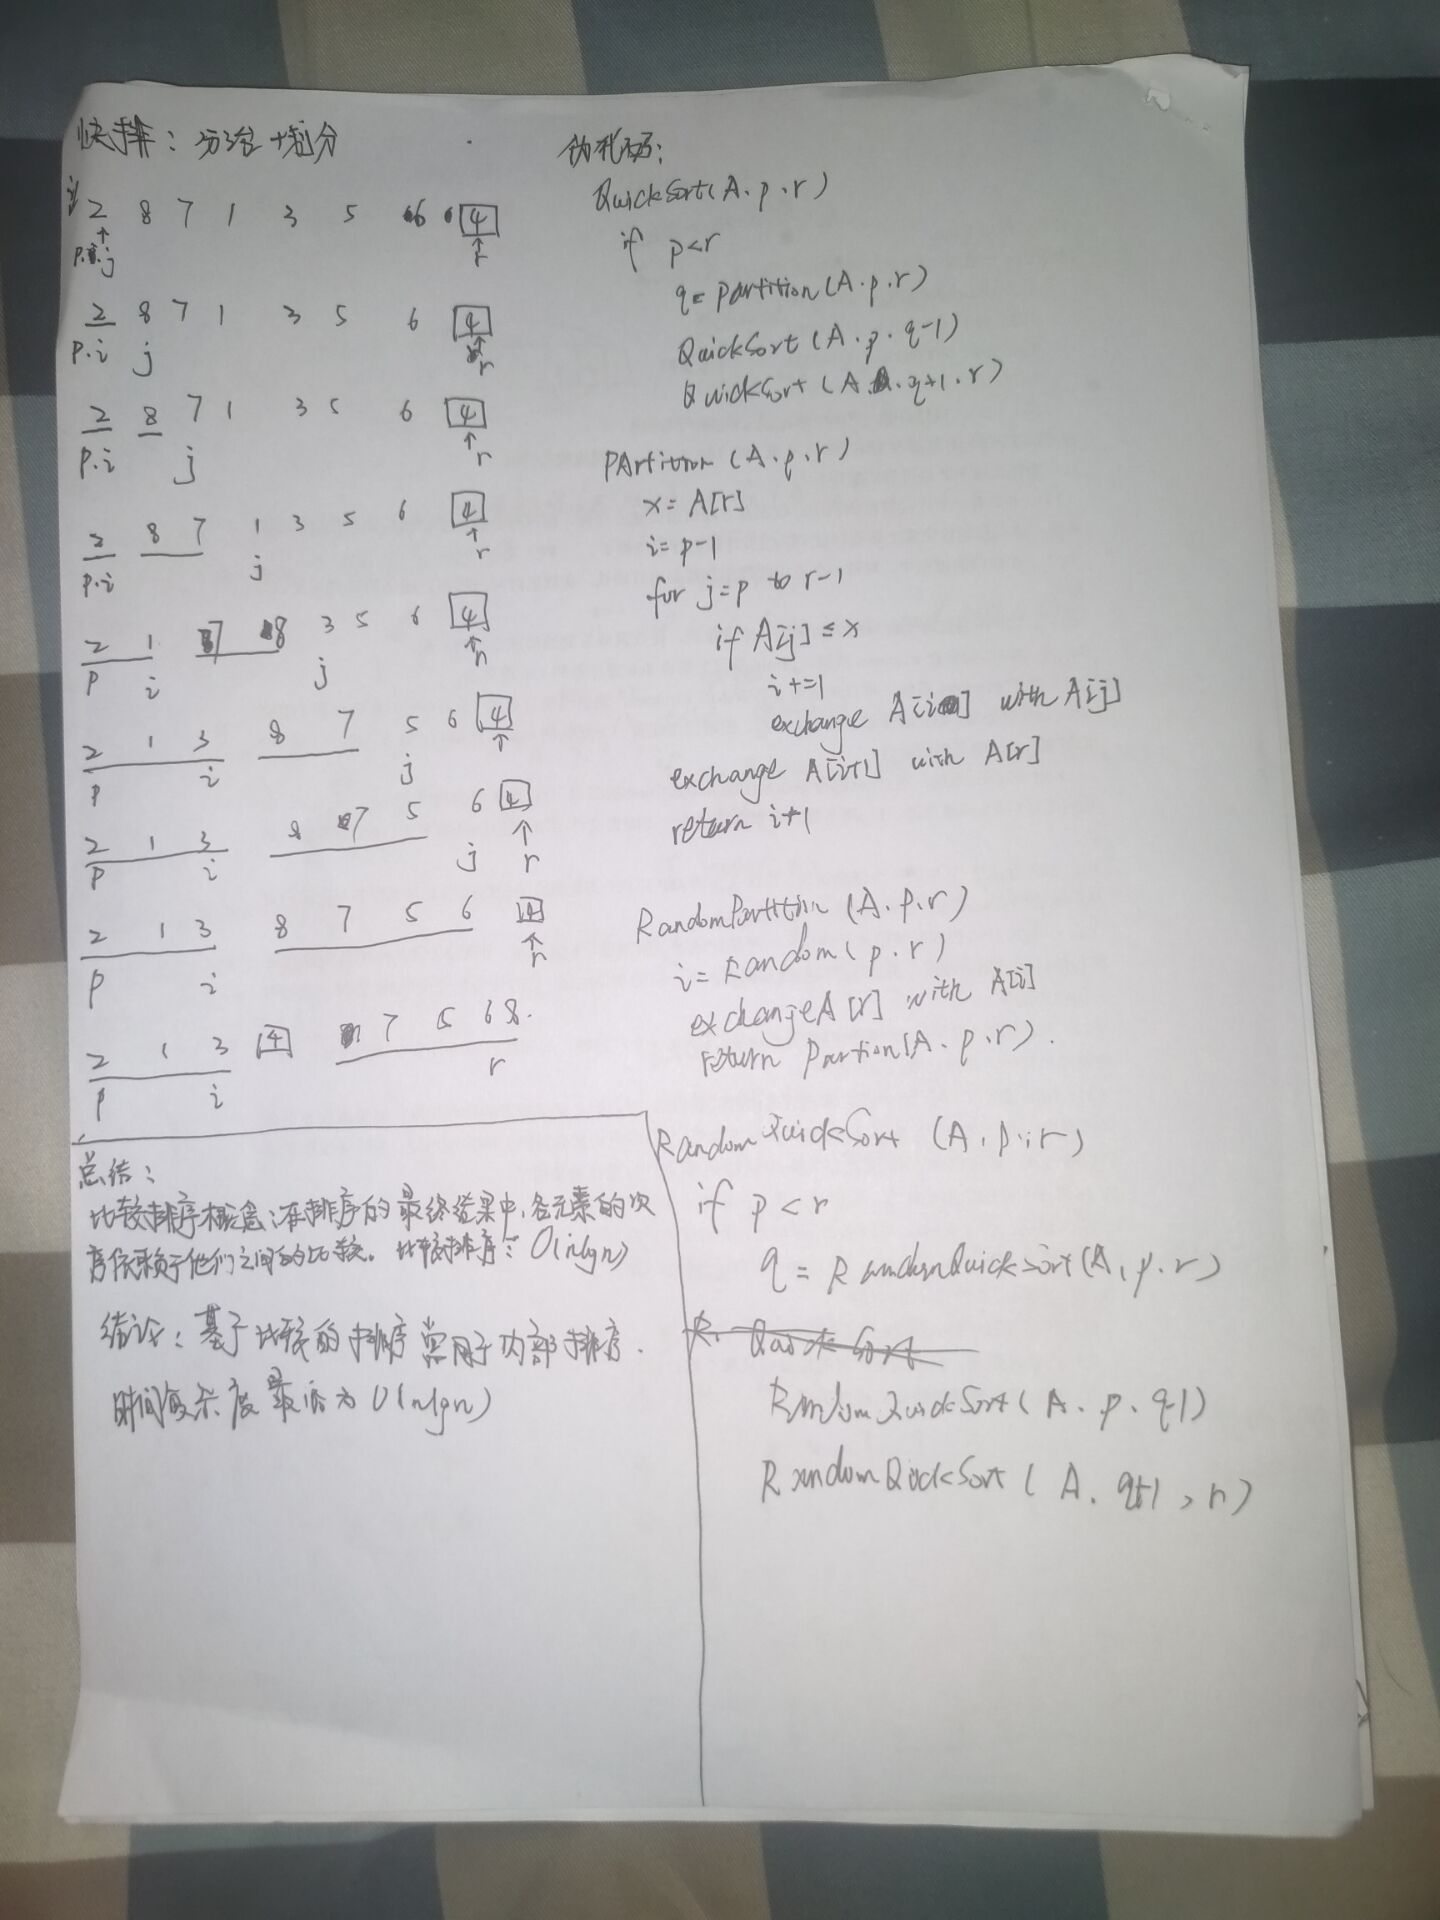 快排：分治+划分
i 2 8 7 1 3 5 6 4
p.i.j r
2 8 7 1 3 5 6 4
p.i j r
2 8 7 1 3 5 6 4
p.i j r
2 8 7 1 3 5 6 4
p.i j r
2 1 7 8 3 5 6 4
p i j r
2 1 3 8 7 5 6 4
p i j
2 1 3 8 7 5 6 4
p i j r
2 1 3 8 7 5 6 4
p i r
2 1 3 4 7 5 6 8.
p i r
总结：
比较排序概念：在排序的最终结果中，各元素的次
序依赖于他们之间的比较。比较排序： O(nlgn)
结论：基于比较的排序常用于内部排序.
时间复杂度最低为 O(nlgn)
伪代码：
QuickSort(A.p.r)
if p<r
q= partition(A.p.r)
QuickSort(A.p.q-1)
QuickSort(A.q+1.r)
PArtition(A.p.r)
x=A[r]
i=p-1
for j=p to r-1
if A[j]≤x
i+=1
exchange A[i] with A[j]
exchange A[i+1] with A[r]
return i+1
RandomPartition(A.p.r)
i=Random(p.r)
exchange A[r] with A[i]
return Partion(A.p.r).
RandomQuickSort(A.p.r)
if p<r
q=RandomQuickSort(A,p.r)
RandomQuickSort(A.p.q-1)
RandomQickSort(A.q+1,r)